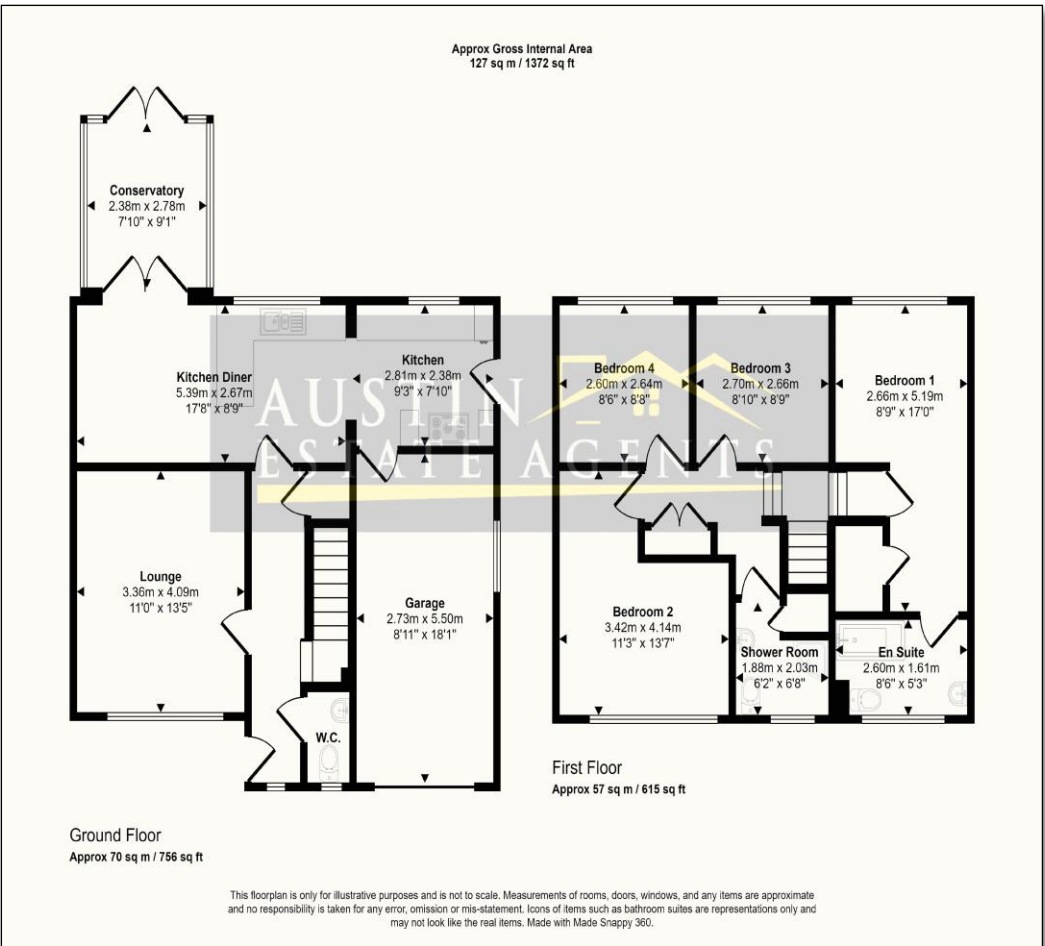 Approx Gross Internal Area
127 sq m / 1372 sq ft
Conservatory
2.38m x 2.78m
7'10" x 9'1"
Kitchen Diner
5.39m x 2.67m
17'8" x 8'9"
Kitchen
2.81m x 2.38m
9'3" x 7'10"
Bedroom 4
2.60m x 2.64m
8'6" x 8'8"
Bedroom 3
2.70m x 2.66m
8'10" x 8'9"
Bedroom 1
2.66m x 5.19m
8'9" x 17'0"
AUSTIN
ESTATE AGENTS
Lounge
3.36m x 4.09m
11'0" x 13'5"
Garage
2.73m x 5.50m
8'11" x 18'1"
W.C.
Bedroom 2
3.42m x 4.14m
11'3" x 13'7"
Shower Room
1.88m x 2.03m
6'2" x 6'8"
En Suite
2.60m x 1.61m
8'6" x 5'3"
First Floor
Approx 57 sq m / 615 sq ft
Ground Floor
Approx 70 sq m / 756 sq ft
This floorplan is only for illustrative purposes and is not to scale. Measurements of rooms, doors, windows, and any items are approximate
and no responsibility is taken for any error, omission or mis-statement. Icons of items such as bathroom suites are representations only and
may not look like the real items. Made with Made Snappy 360.